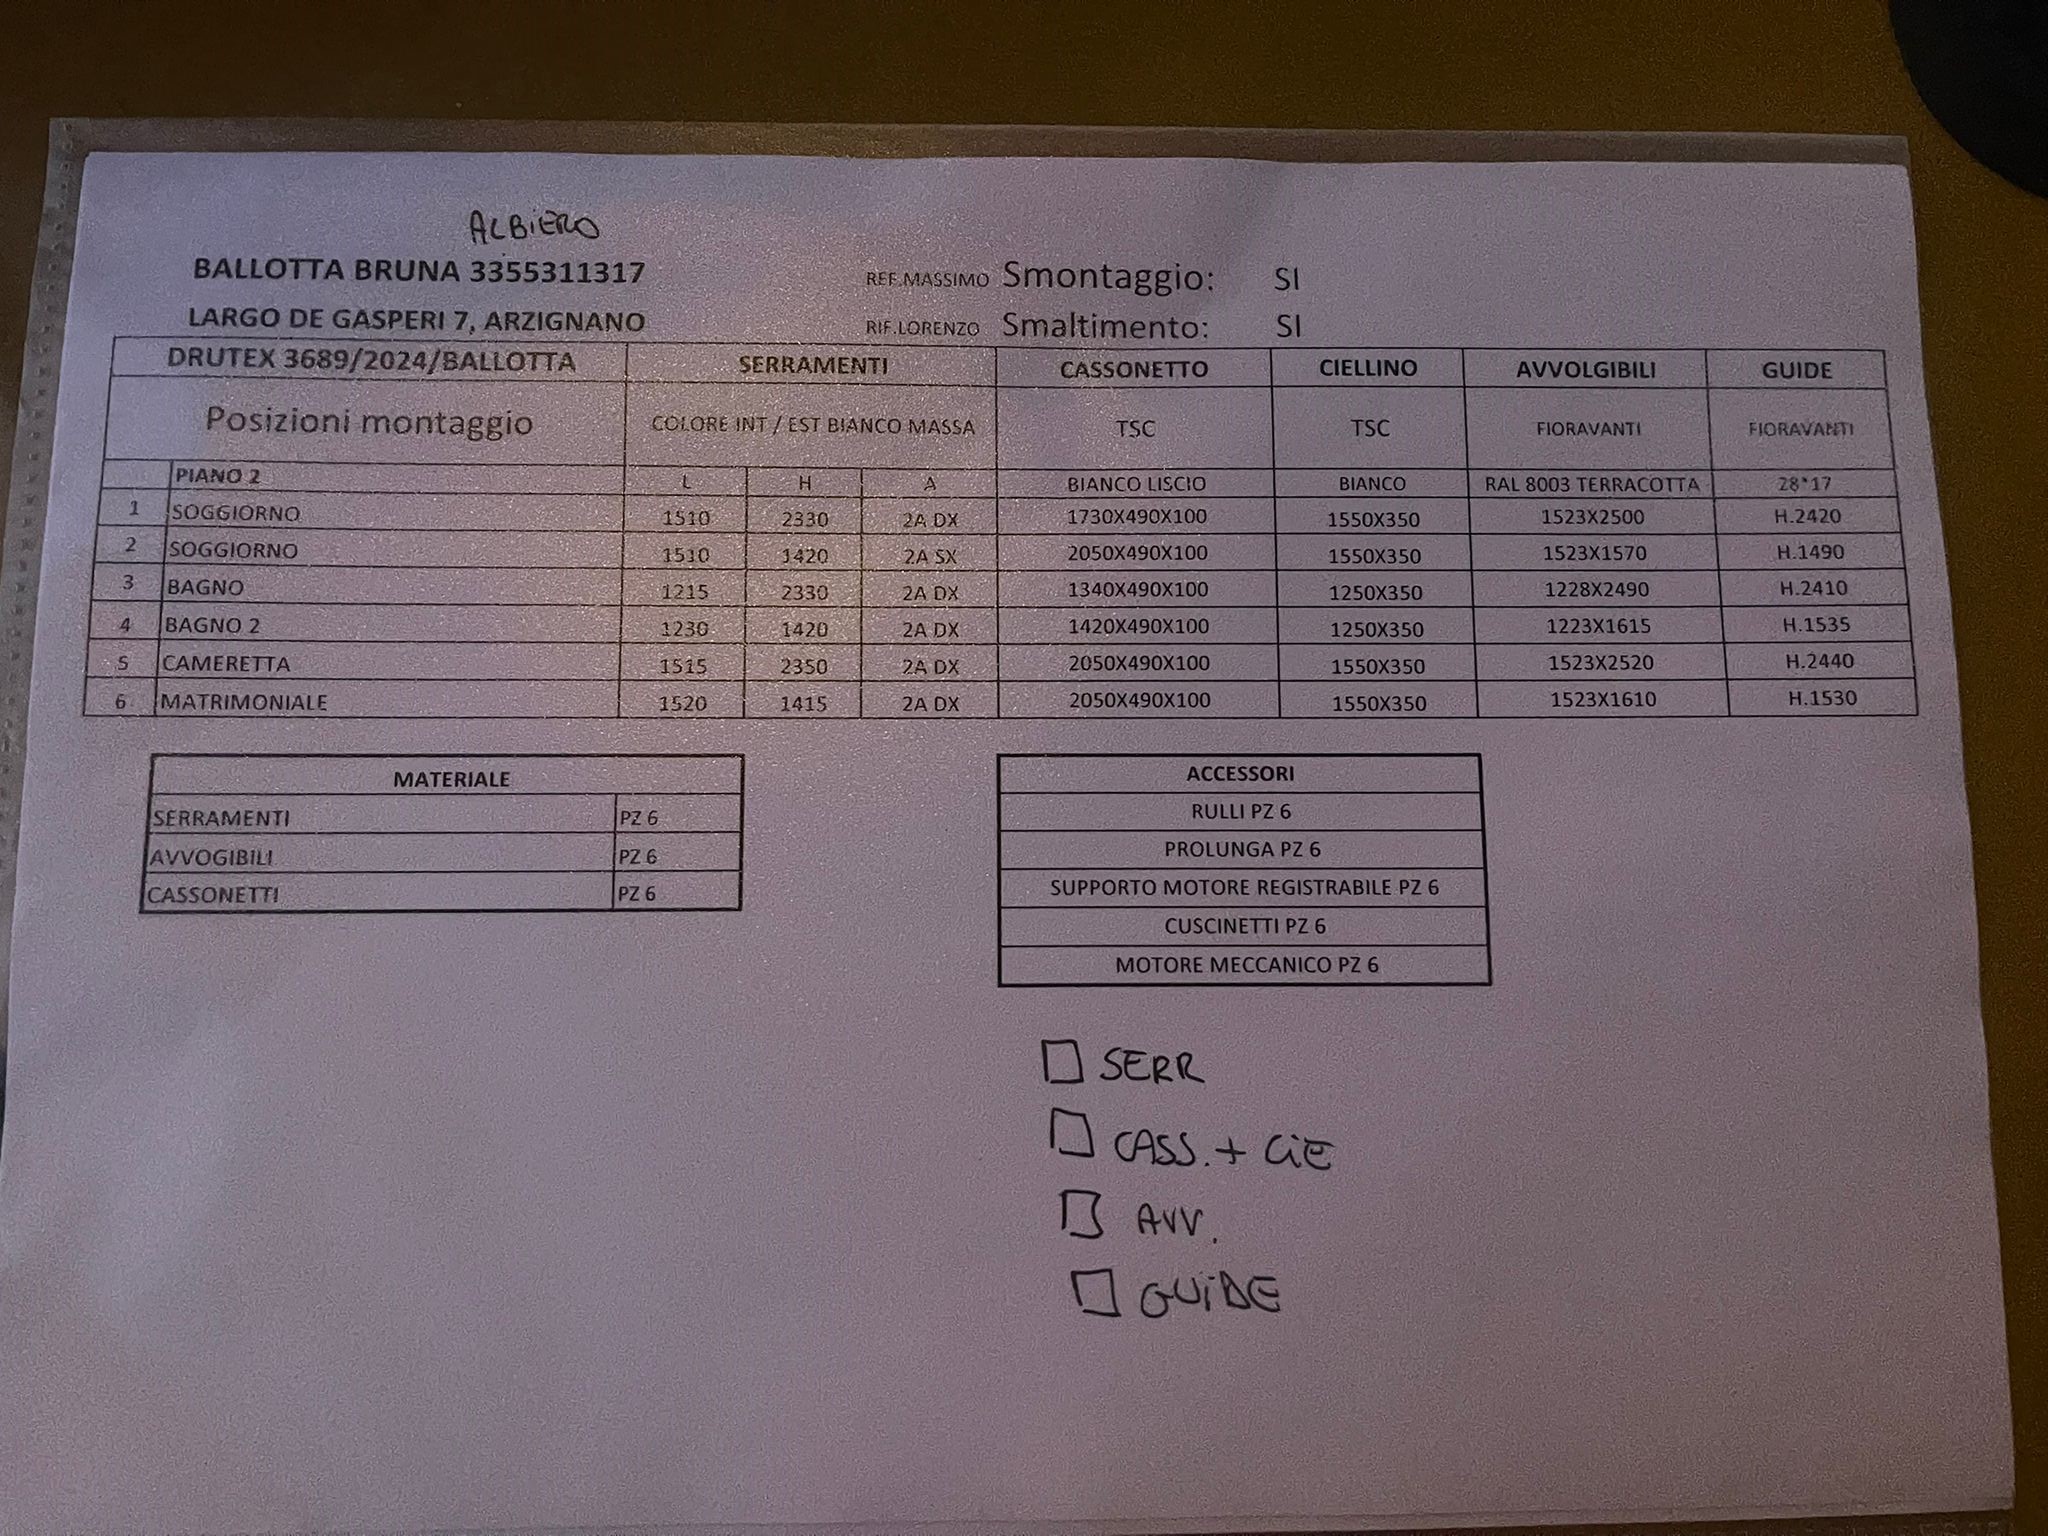 ALBIERO
BALLOTTA BRUNA 3355311317 REF.MASSIMO Smontaggio: SI
LARGO DE GASPERI 7, ARZIGNANO RIF.LORENZO Smaltimento: SI
DRUTEX 3689/2024/BALLOTTA SERRAMENTI CASSONETTO CIELLINO AVVOLGIBILI GUIDE
Posizioni montaggio COLORE INT / EST BIANCO MASSA TSC TSC FIORAVANTI FIORAVANTI
PIANO 2 L H A BIANCO LISCIO BIANCO RAL 8003 TERRACOTTA 28*17
1 SOGGIORNO 1510 2330 2A DX 1730X490X100 1550X350 1523X2500 H.2420
2 SOGGIORNO 1510 1420 2A SX 2050X490X100 1550X350 1523X1570 H.1490
3 BAGNO 1215 2330 2A DX 1340X490X100 1250X350 1228X2490 H.2410
4 BAGNO 2 1230 1420 2A DX 1420X490X100 1250X350 1223X1615 H.1535
5 CAMERETTA 1515 2350 2A DX 2050X490X100 1550X350 1523X2520 H.2440
6 MATRIMONIALE 1520 1415 2A DX 2050X490X100 1550X350 1523X1610 H.1530
MATERIALE
SERRAMENTI PZ 6
AVVOGIBILI PZ 6
CASSONETTI PZ 6
ACCESSORI
RULLI PZ 6
PROLUNGA PZ 6
SUPPORTO MOTORE REGISTRABILE PZ 6
CUSCINETTI PZ 6
MOTORE MECCANICO PZ 6
SERR
CASS. + CIE
AVV.
GUIDE